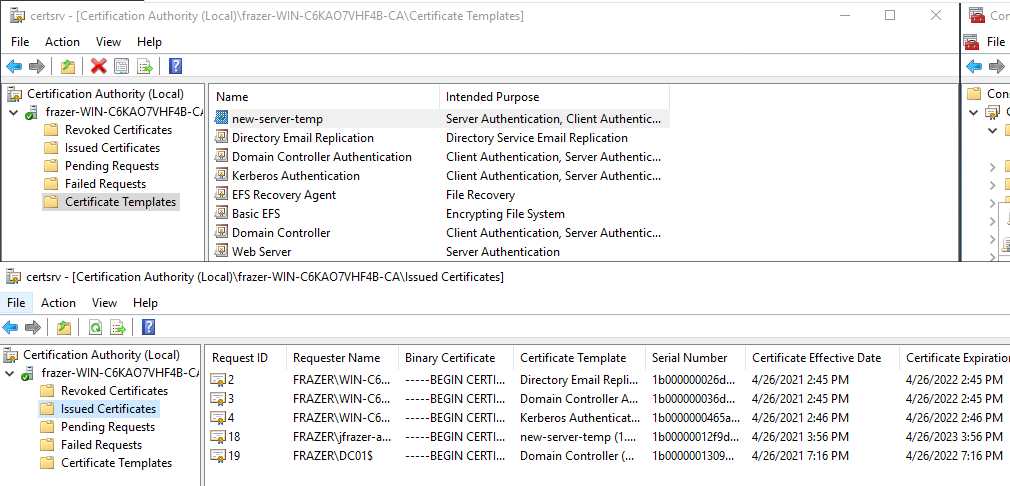 certsrv - [Certification Authority (Local)\frazer-WIN-C6KAO7VHF4B-CA\Certificate Templates]
File Action View Help
Certification Authority (Local)
frazer-WIN-C6KAO7VHF4B-CA
Revoked Certificates
Issued Certificates
Pending Requests
Failed Requests
Certificate Templates
Name Intended Purpose
new-server-temp Server Authentication, Client Authentic...
Directory Email Replication Directory Service Email Replication
Domain Controller Authentication Client Authentication, Server Authentic...
Kerberos Authentication Client Authentication, Server Authentic...
EFS Recovery Agent File Recovery
Basic EFS Encrypting File System
Domain Controller Client Authentication, Server Authentic...
Web Server Server Authentication
Con
File
Cons
certsrv - [Certification Authority (Local)\frazer-WIN-C6KAO7VHF4B-CA\Issued Certificates]
File Action View Help
Certification Authority (Local)
frazer-WIN-C6KAO7VHF4B-CA
Revoked Certificates
Issued Certificates
Pending Requests
Failed Requests
Certificate Templates
Request ID Requester Name Binary Certificate Certificate Template Serial Number Certificate Effective Date Certificate Expiration
2 FRAZER\WIN-C6... -----BEGIN CERTI... Directory Email Repli... 1b000000026d... 4/26/2021 2:45 PM 4/26/2022 2:45 PM
3 FRAZER\WIN-C6... -----BEGIN CERTI... Domain Controller A... 1b000000036d... 4/26/2021 2:45 PM 4/26/2022 2:45 PM
4 FRAZER\WIN-C6... -----BEGIN CERTI... Kerberos Authenticat... 1b0000000465a... 4/26/2021 2:46 PM 4/26/2022 2:46 PM
18 FRAZER\jfrazer-a... -----BEGIN CERTI... new-server-temp (1.... 1b00000012f9d... 4/26/2021 3:56 PM 4/26/2023 3:56 PM
19 FRAZER\DC01$ -----BEGIN CERTI... Domain Controller (... 1b0000001309... 4/26/2021 7:16 PM 4/26/2022 7:16 PM